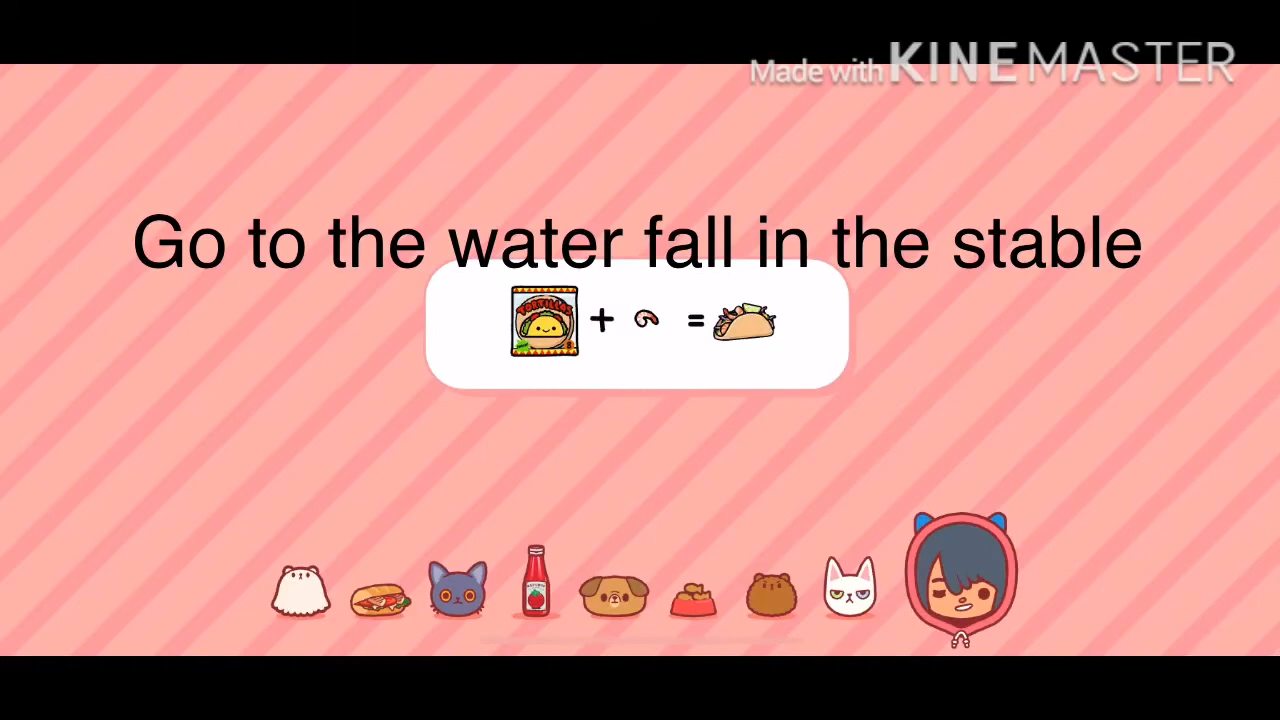 Made with KINEMASTER
Go to the water fall in the stable
TORTILLAS
+ =